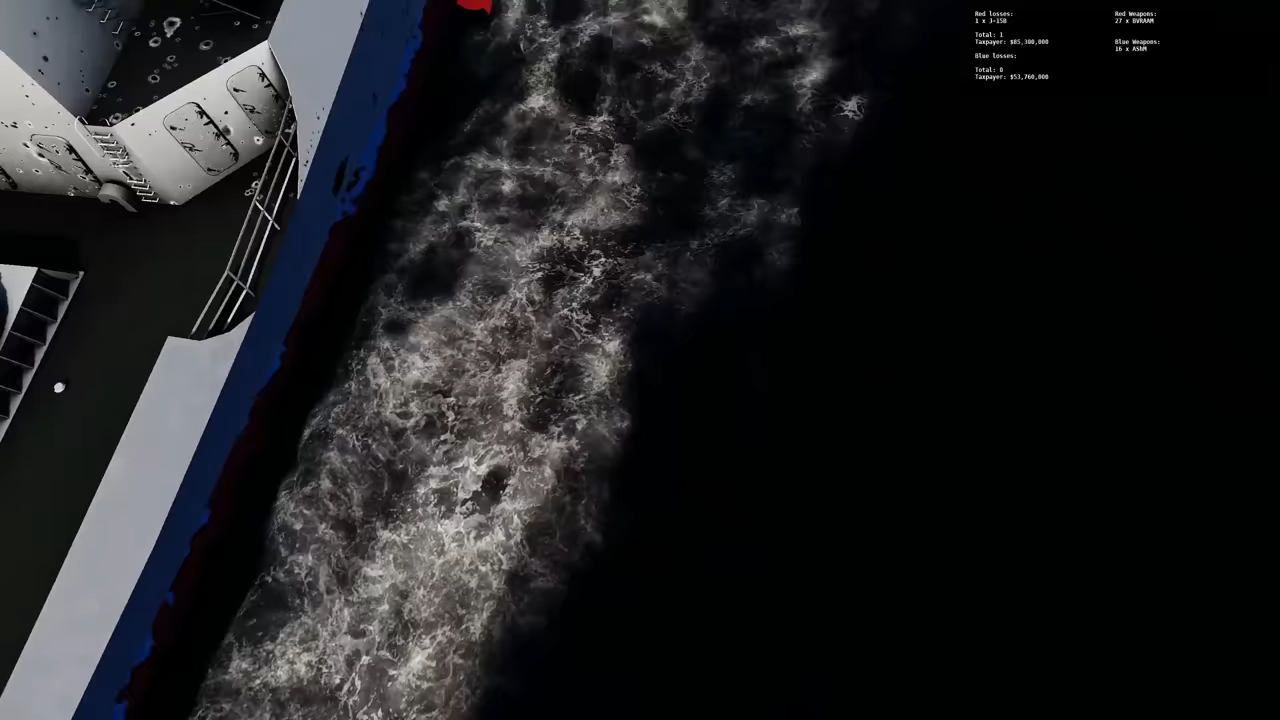 Red losses:
1 x J-15B
Total: 1
Taxpayer: $85,300,000
Blue losses:
Total: 0
Taxpayer: $53,760,000
Red Weapons:
27 x BVRAAM
Blue Weapons:
16 x ASHM